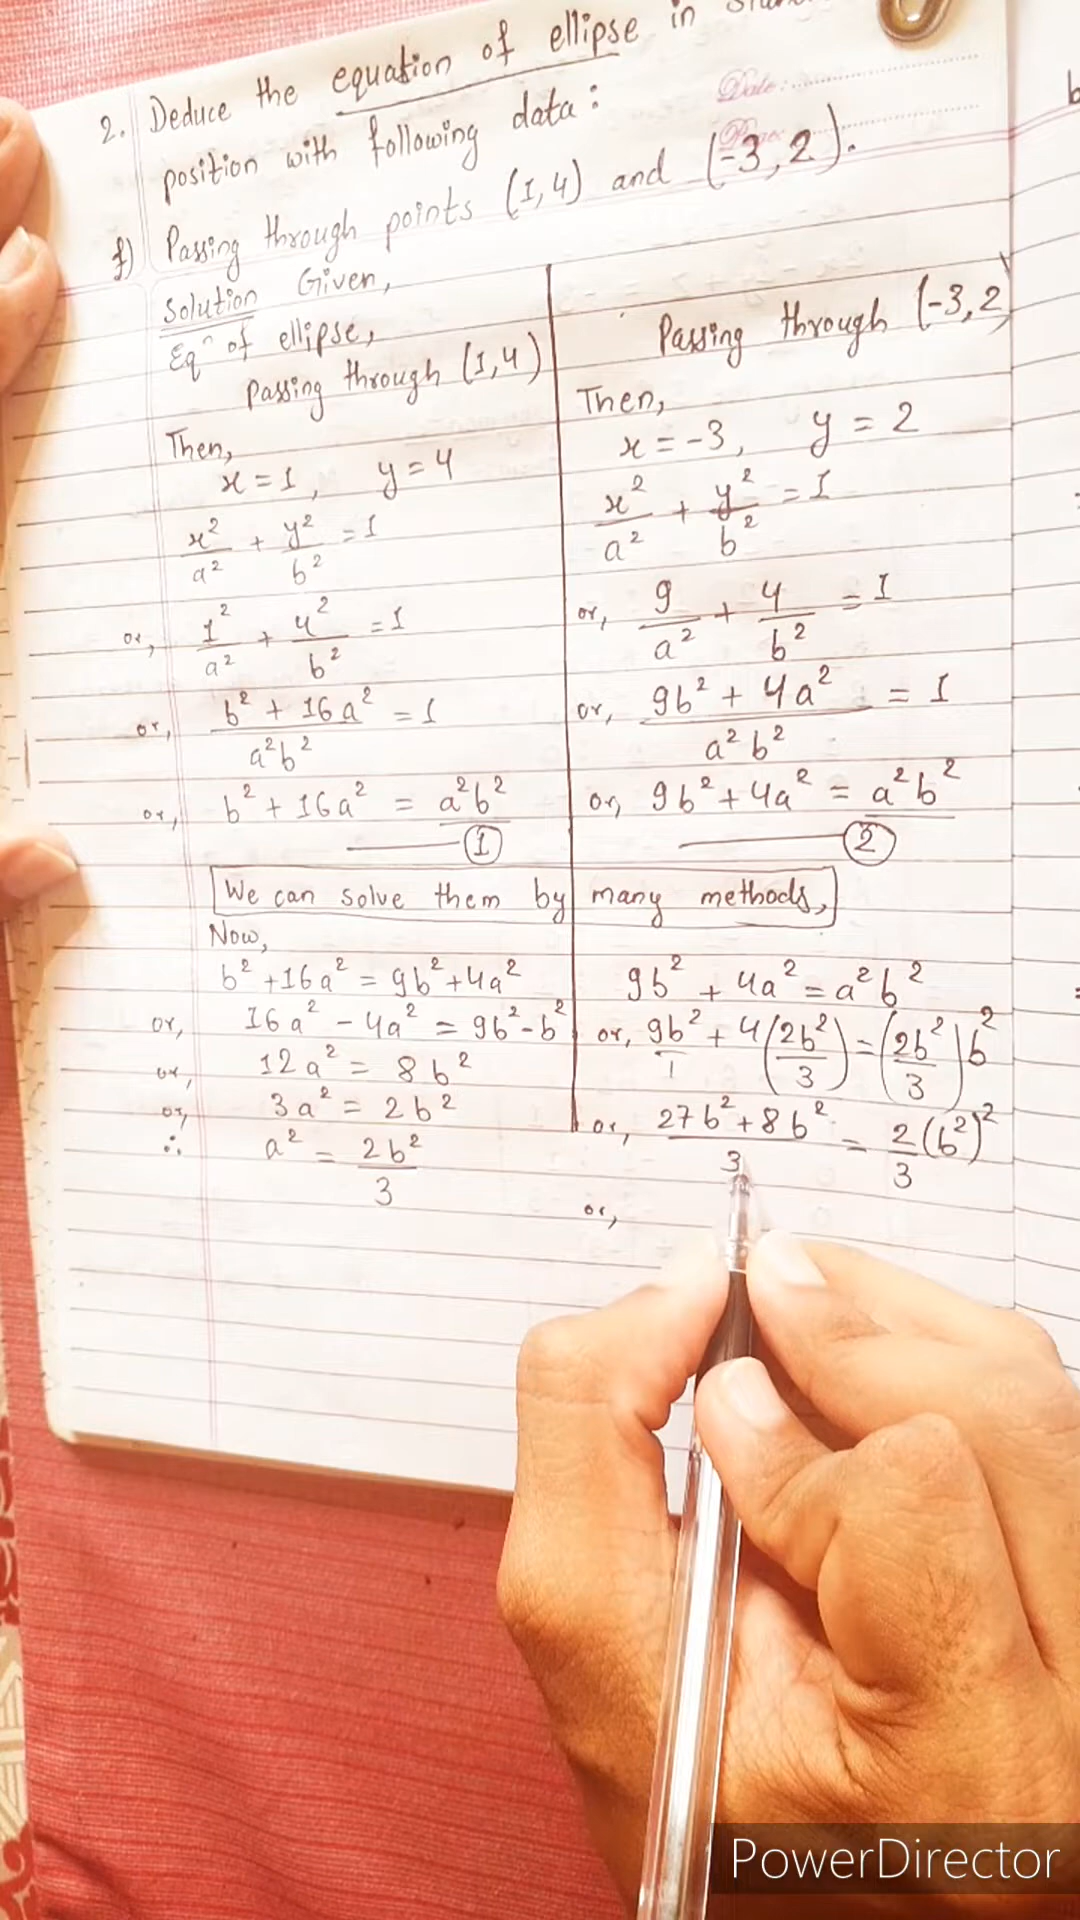 2. Deduce the equation of ellipse in
Date:
position with following data:
f) Passing through points (1,4) and (-3,2).
Solution Given,
Eqⁿ of ellipse,
Passing through (1,4)
Then,
x = 1, y = 4
x²/a² + y²/b² = 1
or, 1²/a² + 4²/b² = 1
or, b² + 16a² / a²b² = 1
or, b² + 16a² = a²b²
①
Passing through (-3,2
Then,
x = -3, y = 2
x²/a² + y²/b² = 1
or, 9/a² + 4/b² = 1
or, 9b² + 4a² / a²b² = 1
or, 9b² + 4a² = a²b²
②
We can solve them by many methods,
Now,
b² + 16a² = 9b² + 4a²
or, 16a² - 4a² = 9b² - b²
or, 12a² = 8b²
or, 3a² = 2b²
∴ a² = 2b²/3
9b² + 4a² = a²b²
or, 9b²/1 + 4(2b²/3) = (2b²/3)b²
or, 27b² + 8b² / 3 = 2/3 (b²)²
or,
PowerDirector